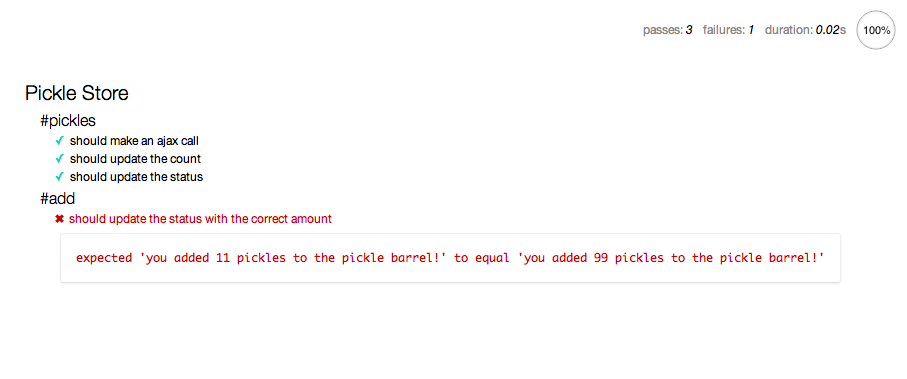 passes: 3 failures: 1 duration: 0.02s 100%
Pickle Store
#pickles
✓ should make an ajax call
✓ should update the count
✓ should update the status
#add
✖ should update the status with the correct amount
expected 'you added 11 pickles to the pickle barrel!' to equal 'you added 99 pickles to the pickle barrel!'